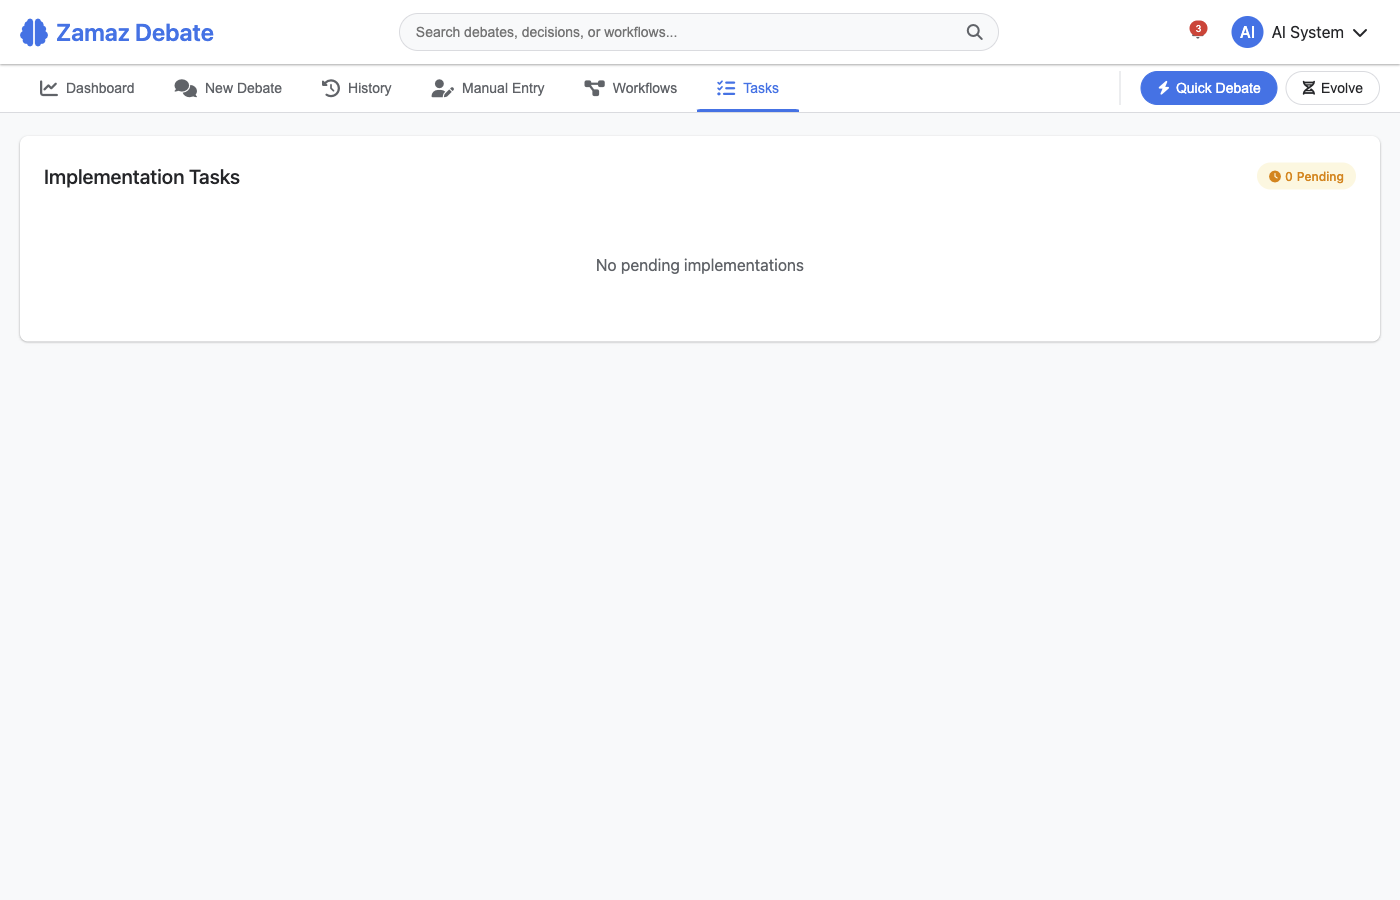 Zamaz Debate
Search debates, decisions, or workflows...
3
AI
AI System
Dashboard
New Debate
History
Manual Entry
Workflows
Tasks
Quick Debate
Evolve
Implementation Tasks
0 Pending
No pending implementations